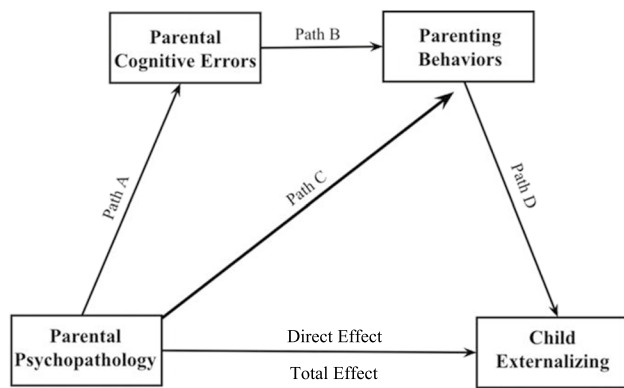 Parental
Cognitive Errors
Path B
Parenting
Behaviors
Path A
Path C
Path D
Parental
Psychopathology
Direct Effect
Total Effect
Child
Externalizing